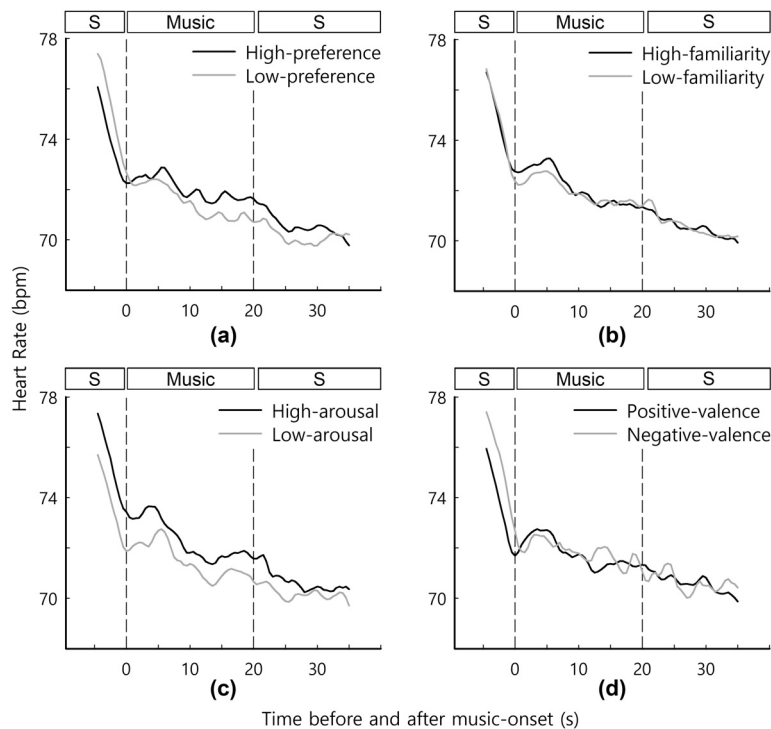 S Music S
78
74
70
High-preference
Low-preference
0 10 20 30
(a)
S Music S
78
74
70
High-familiarity
Low-familiarity
0 10 20 30
(b)
Heart Rate (bpm)
S Music S
78
74
70
High-arousal
Low-arousal
0 10 20 30
(c)
S Music S
78
74
70
Positive-valence
Negative-valence
0 10 20 30
(d)
Time before and after music-onset (s)